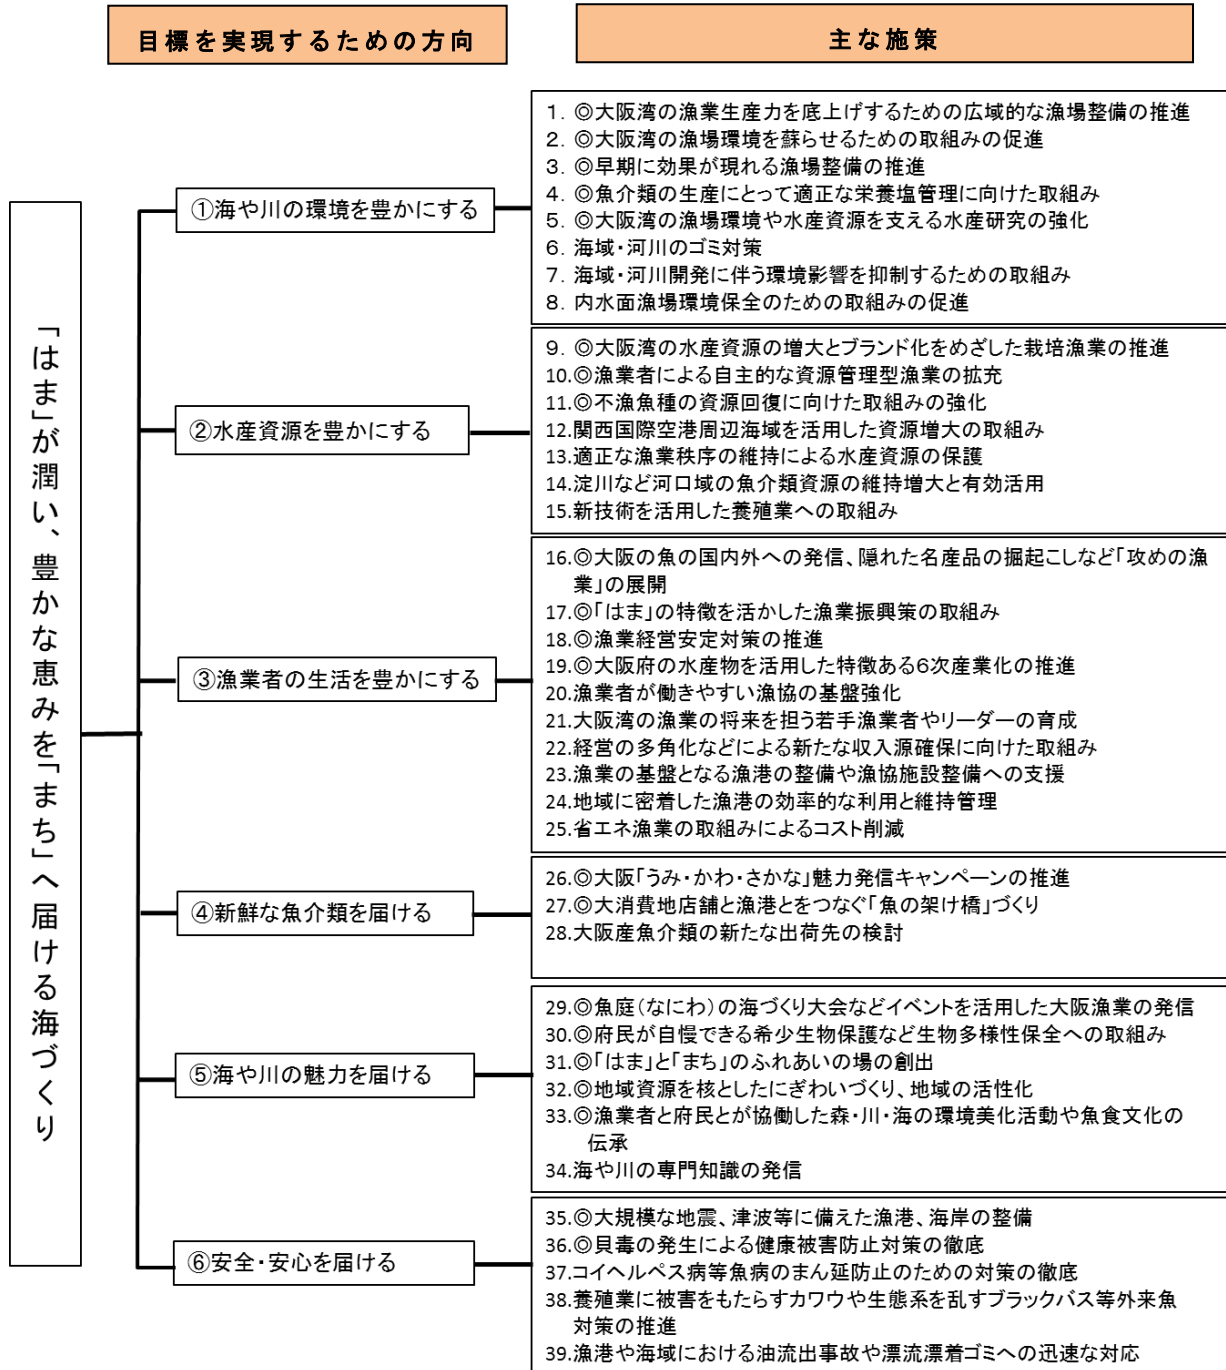 目標を実現するための方向
主な施策
「はま」が潤い、豊かな恵みを「まち」へ届ける海づくり
①海や川の環境を豊かにする
1．◎大阪湾の漁業生産力を底上げするための広域的な漁場整備の推進
2．◎大阪湾の漁場環境を蘇らせるための取組みの促進
3．◎早期に効果が現れる漁場整備の推進
4．◎魚介類の生産にとって適正な栄養塩管理に向けた取組み
5．◎大阪湾の漁場環境や水産資源を支える水産研究の強化
6．海域・河川のゴミ対策
7．海域・河川開発に伴う環境影響を抑制するための取組み
8．内水面漁場環境保全のための取組みの促進
②水産資源を豊かにする
9．◎大阪湾の水産資源の増大とブランド化をめざした栽培漁業の推進
10.◎漁業者による自主的な資源管理型漁業の拡充
11.◎不漁魚種の資源回復に向けた取組みの強化
12.関西国際空港周辺海域を活用した資源増大の取組み
13.適正な漁業秩序の維持による水産資源の保護
14.淀川など河口域の魚介類資源の維持増大と有効活用
15.新技術を活用した養殖業への取組み
③漁業者の生活を豊かにする
16.◎大阪の魚の国内外への発信、隠れた名産品の掘起こしなど「攻めの漁
業」の展開
17.◎「はま」の特徴を活かした漁業振興策の取組み
18.◎漁業経営安定対策の推進
19.◎大阪府の水産物を活用した特徴ある6次産業化の推進
20.漁業者が働きやすい漁協の基盤強化
21.大阪湾の漁業の将来を担う若手漁業者やリーダーの育成
22.経営の多角化などによる新たな収入源確保に向けた取組み
23.漁業の基盤となる漁港の整備や漁協施設整備への支援
24.地域に密着した漁港の効率的な利用と維持管理
25.省エネ漁業の取組みによるコスト削減
④新鮮な魚介類を届ける
26.◎大阪「うみ・かわ・さかな」魅力発信キャンペーンの推進
27.◎大消費地店舗と漁港とをつなぐ「魚の架け橋」づくり
28.大阪産魚介類の新たな出荷先の検討
⑤海や川の魅力を届ける
29.◎魚庭（なにわ）の海づくり大会などイベントを活用した大阪漁業の発信
30.◎府民が自慢できる希少生物保護など生物多様性保全への取組み
31.◎「はま」と「まち」のふれあいの場の創出
32.◎地域資源を核としたにぎわいづくり、地域の活性化
33.◎漁業者と府民とが協働した森・川・海の環境美化活動や魚食文化の
伝承
34.海や川の専門知識の発信
⑥安全・安心を届ける
35.◎大規模な地震、津波等に備えた漁港、海岸の整備
36.◎貝毒の発生による健康被害防止対策の徹底
37.コイヘルペス病等魚病のまん延防止のための対策の徹底
38.養殖業に被害をもたらすカワウや生態系を乱すブラックバス等外来魚
対策の推進
39.漁港や海域における油流出事故や漂流漂着ゴミへの迅速な対応